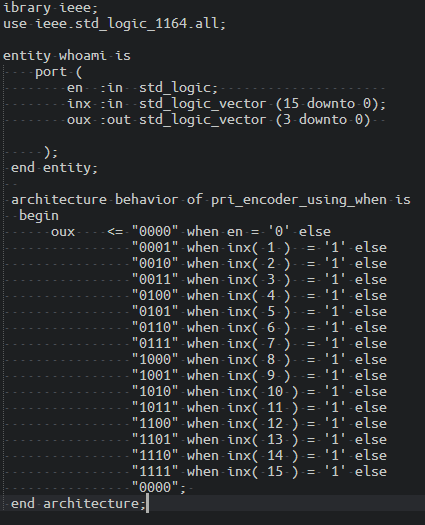 ibrary ieee;
use ieee.std_logic_1164.all;
entity whoami is
port (
en :in std_logic;
inx :in std_logic_vector (15 downto 0);
oux :out std_logic_vector (3 downto 0)
);
end entity;
architecture behavior of pri_encoder_using_when is
begin
oux <= "0000" when en = '0' else
"0001" when inx( 1 ) = '1' else
"0010" when inx( 2 ) = '1' else
"0011" when inx( 3 ) = '1' else
"0100" when inx( 4 ) = '1' else
"0101" when inx( 5 ) = '1' else
"0110" when inx( 6 ) = '1' else
"0111" when inx( 7 ) = '1' else
"1000" when inx( 8 ) = '1' else
"1001" when inx( 9 ) = '1' else
"1010" when inx( 10 ) = '1' else
"1011" when inx( 11 ) = '1' else
"1100" when inx( 12 ) = '1' else
"1101" when inx( 13 ) = '1' else
"1110" when inx( 14 ) = '1' else
"1111" when inx( 15 ) = '1' else
"0000";
end architecture;